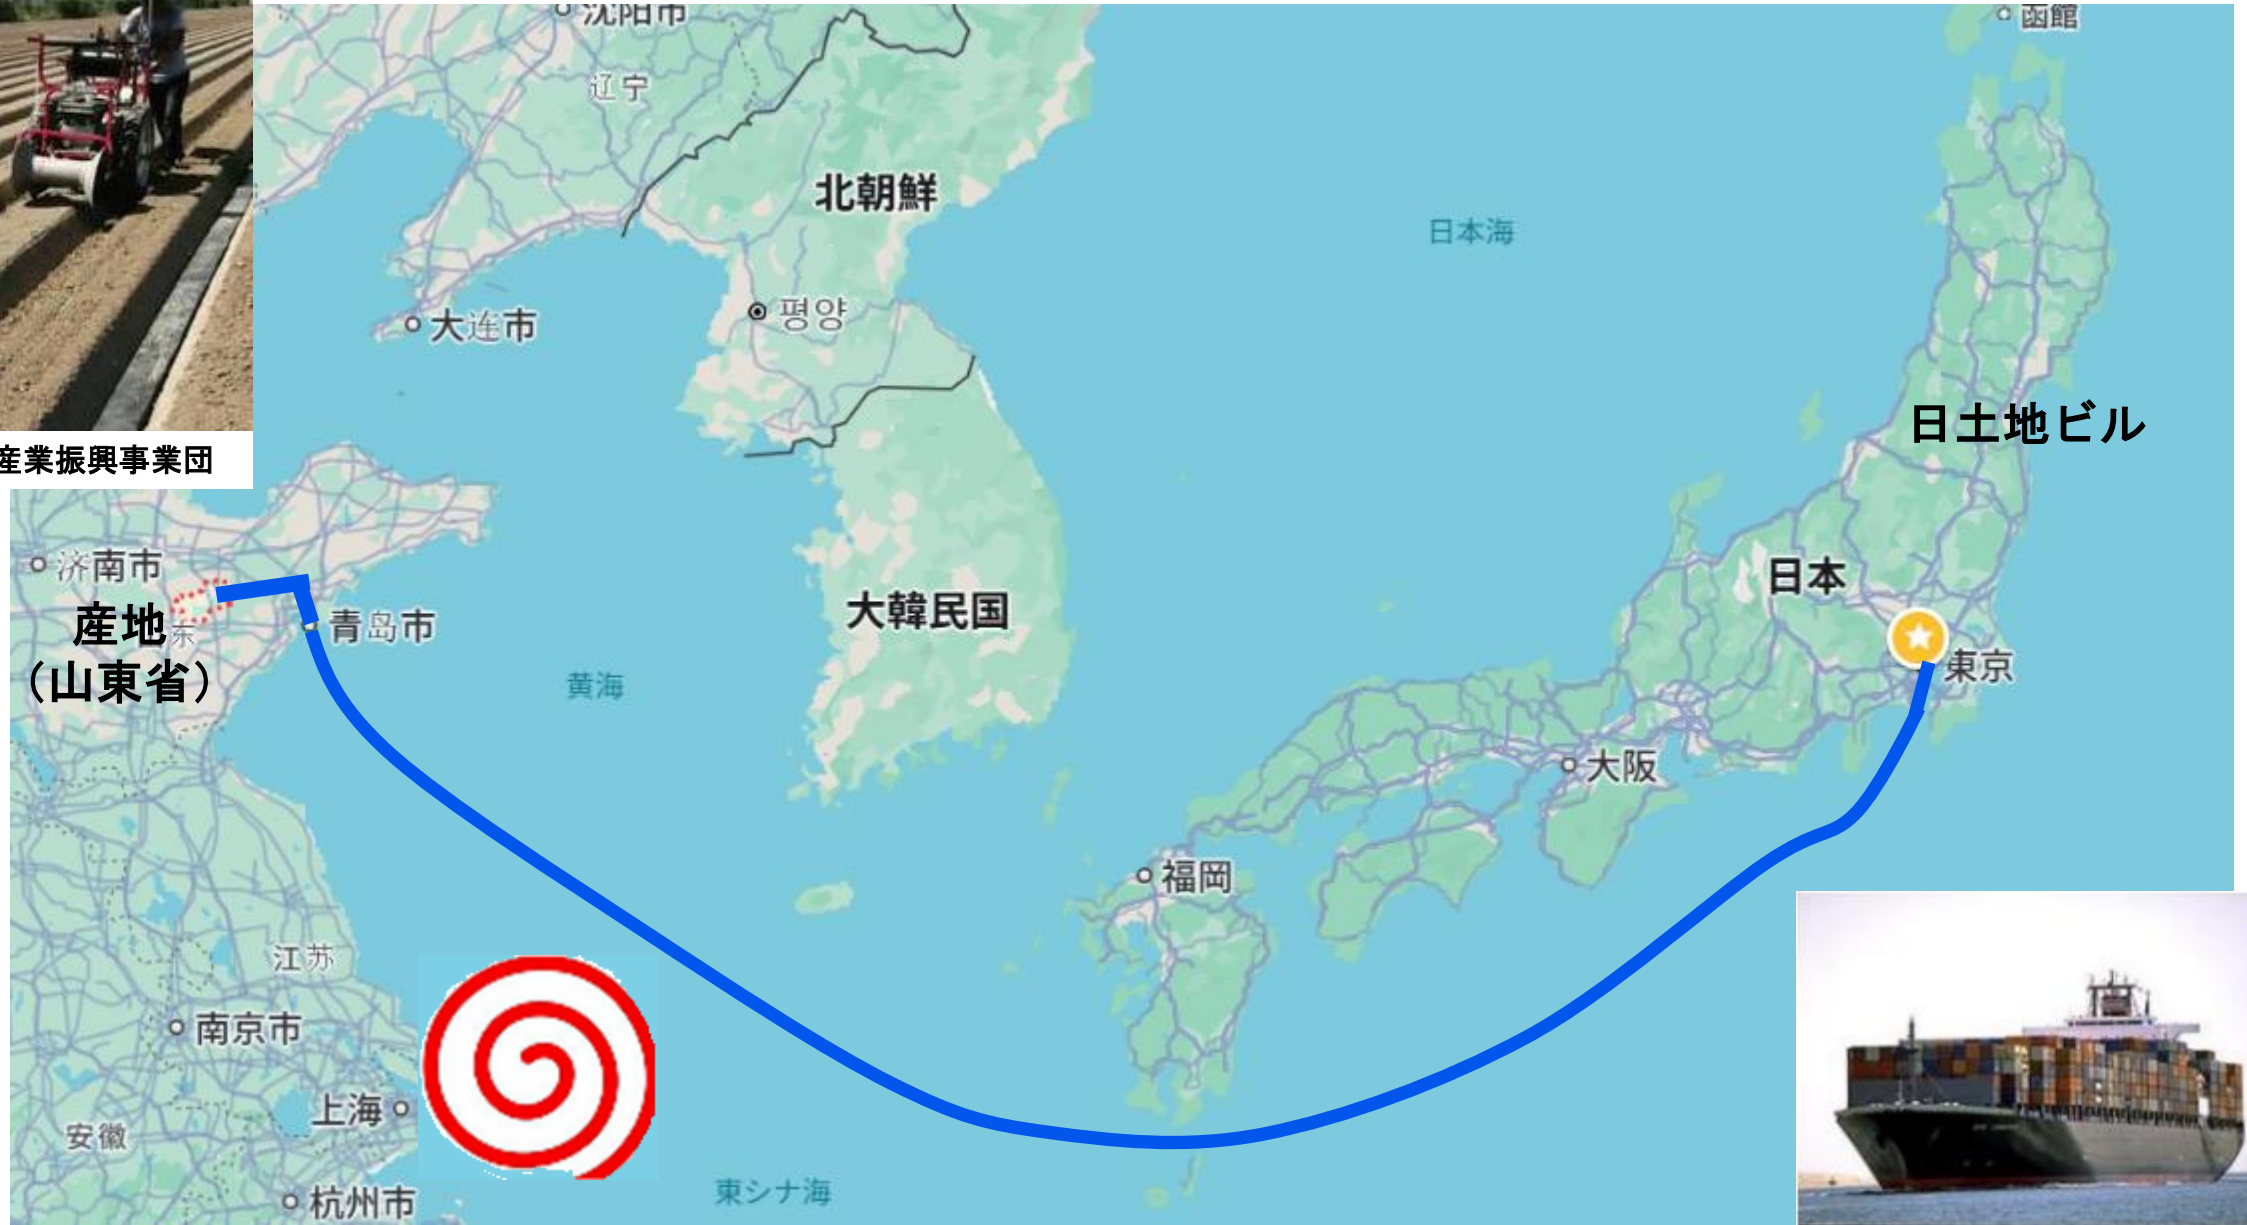 沈阳市
函館
辽宁
北朝鮮
日本海
평양
大连市
日土地ビル
産業振興事業団
济南市
日本
産地
东
(山東省)
青岛市
大韓民国
東京
黄海
大阪
福岡
江苏
南京市
上海
安徽
東シナ海
杭州市